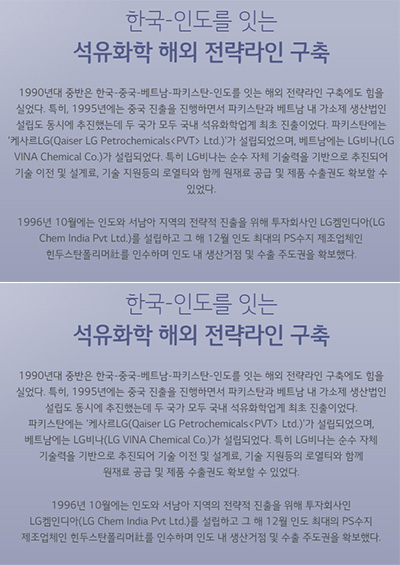 한국-인도를 잇는
석유화학 해외 전략라인 구축
1990년대 중반은 한국-중국-베트남-파키스탄-인도를 잇는 해외 전략라인 구축에도 힘을
실었다. 특히, 1995년에는 중국 진출을 진행하면서 파키스탄과 베트남 내 가소제 생산법인
설립도 동시에 추진했는데 두 국가 모두 국내 석유화학업계 최초 진출이었다. 파키스탄에는
'케사르LG(Qaiser LG Petrochemicals<PVT> Ltd.)'가 설립되었으며, 베트남에는 LG비나(LG
VINA Chemical Co.)가 설립되었다. 특히 LG비나는 순수 자체 기술력을 기반으로 추진되어
기술 이전 및 설계료, 기술 지원등의 로열티와 함께 원재료 공급 및 제품 수출권도 확보할 수
있었다.
1996년 10월에는 인도와 서남아 지역의 전략적 진출을 위해 투자회사인 LG켐인디아(LG
Chem India Pvt Ltd.)를 설립하고 그 해 12월 인도 최대의 PS수지 제조업체인
힌두스탄폴리머社를 인수하며 인도 내 생산거점 및 수출 주도권을 확보했다.
한국-인도를 잇는
석유화학 해외 전략라인 구축
1990년대 중반은 한국-중국-베트남-파키스탄-인도를 잇는 해외 전략라인 구축에도 힘을
실었다. 특히, 1995년에는 중국 진출을 진행하면서 파키스탄과 베트남 내 가소제 생산법인
설립도 동시에 추진했는데 두 국가 모두 국내 석유화학업계 최초 진출이었다.
파키스탄에는 '케사르LG(Qaiser LG Petrochemicals<PVT> Ltd.)'가 설립되었으며,
베트남에는 LG비나(LG VINA Chemical Co.)가 설립되었다. 특히 LG비나는 순수 자체
기술력을 기반으로 추진되어 기술 이전 및 설계료, 기술 지원등의 로열티와 함께
원재료 공급 및 제품 수출권도 확보할 수 있었다.
1996년 10월에는 인도와 서남아 지역의 전략적 진출을 위해 투자회사인
LG켐인디아(LG Chem India Pvt Ltd.)를 설립하고 그 해 12월 인도 최대의 PS수지
제조업체인 힌두스탄폴리머社를 인수하며 인도 내 생산거점 및 수출 주도권을 확보했다.